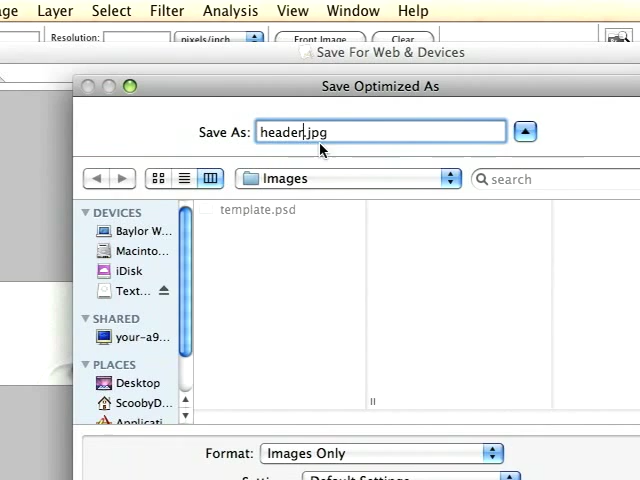 ge Layer Select Filter Analysis View Window Help
Resolution: pixels/inch Front Image Clear
Save For Web & Devices
Save Optimized As
Save As: header.jpg
Images search
DEVICES template.psd
Baylor W...
Macinto...
iDisk
Text...
SHARED
your-a9...
PLACES
Desktop
ScoobyD...
Applicati
Format: Images Only
Default Settings